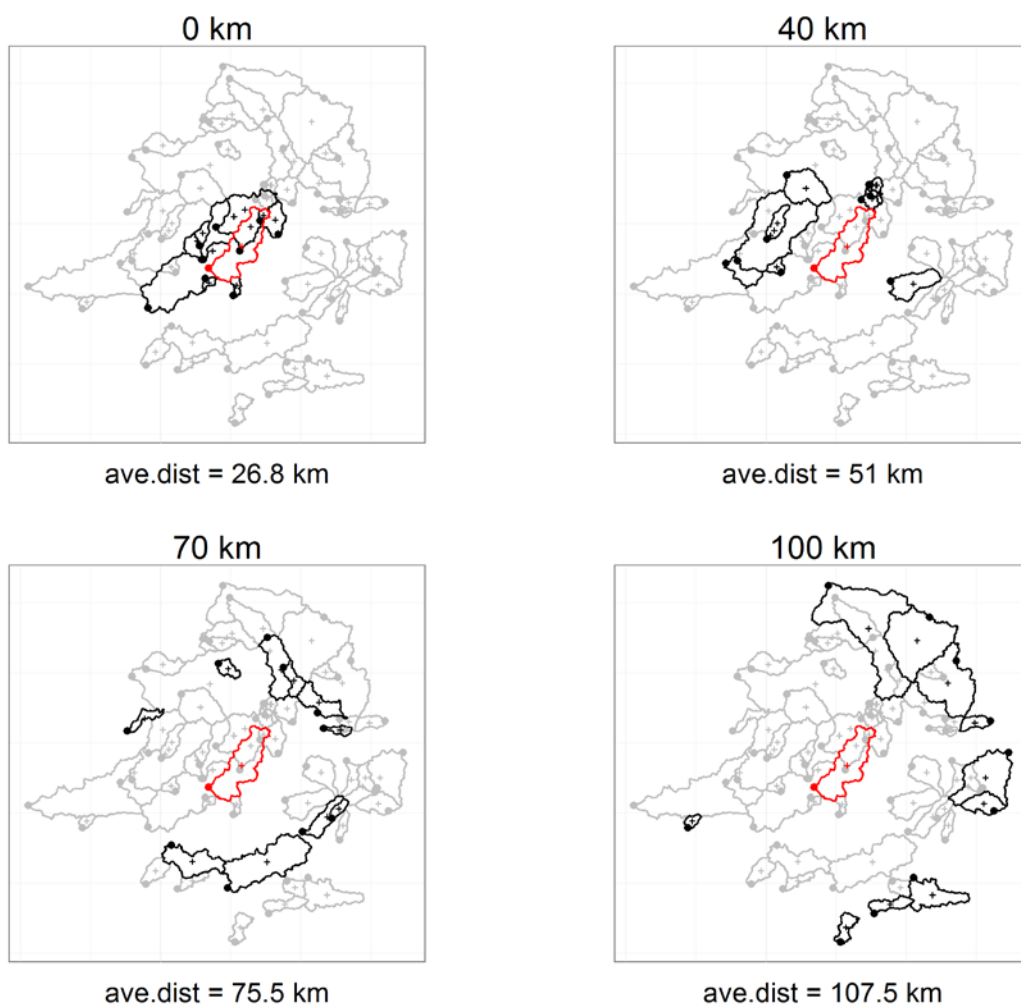 0 km
40 km
ave.dist = 26.8 km
ave.dist = 51 km
70 km
100 km
ave.dist = 75.5 km
ave.dist = 107.5 km